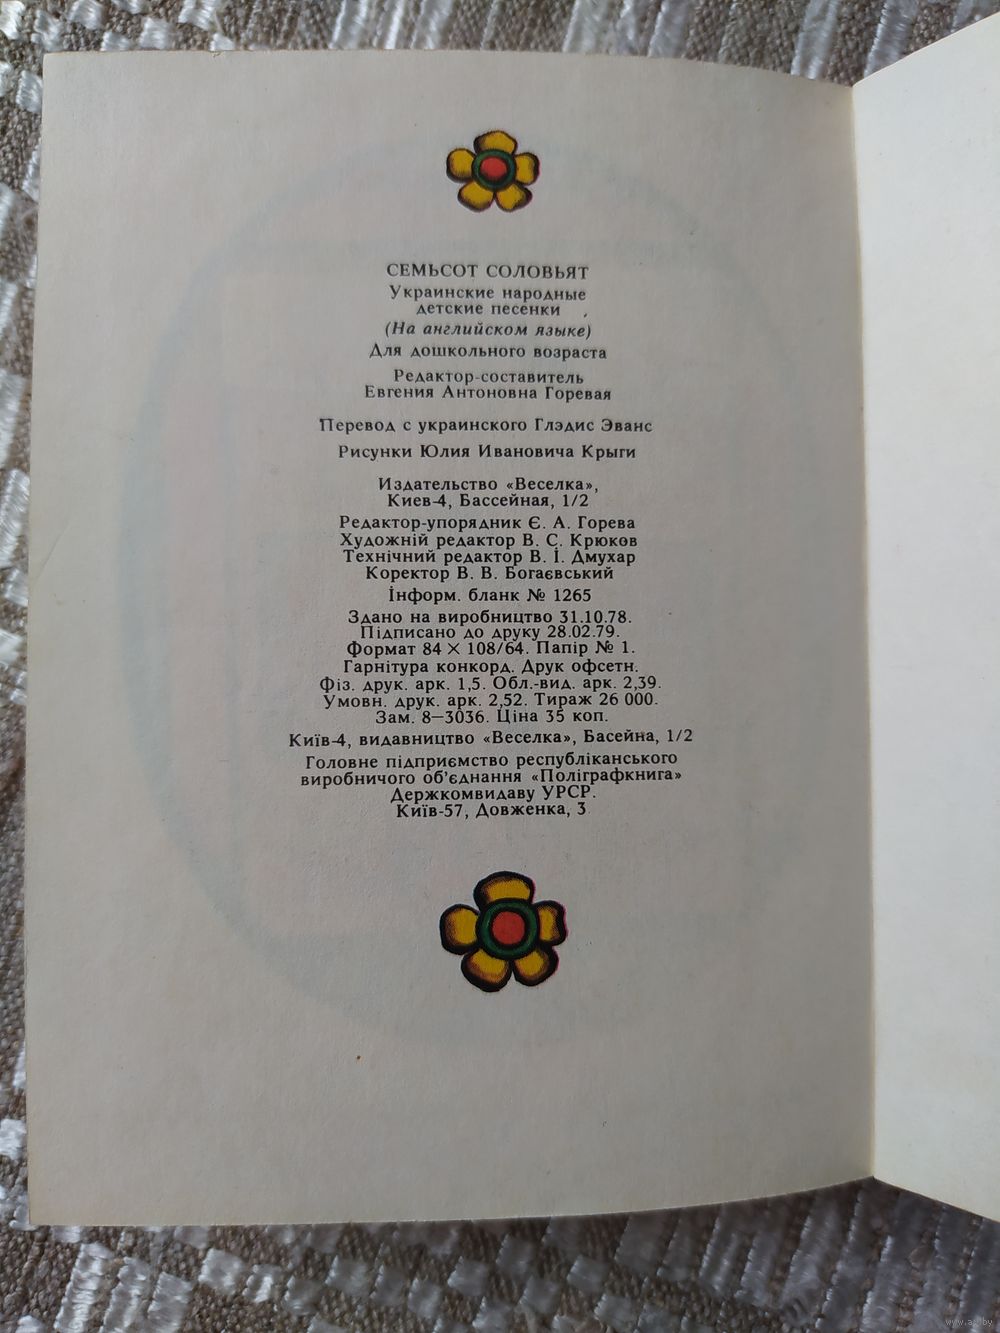 СЕМЬСОТ СОЛОВЬЯТ
Украинские народные
детские песенки
(На английском языке)
Для дошкольного возраста
Редактор-составитель
Евгения Антоновна Горевая
Перевод с украинского Глэдис Эванс
Рисунки Юлия Ивановича Крыги
Издательство «Веселка»,
Киев-4, Бассейная, 1/2
Редактор-упорядник Є. А. Горева
Художній редактор В. С. Крюков
Технічний редактор В. І. Дмухар
Коректор В. В. Богаєвський
Інформ. бланк № 1265
Здано на виробництво 31.10.78.
Підписано до друку 28.02.79.
Формат 84 × 108/64. Папір № 1.
Гарнітура конкорд. Друк офсетн.
Фіз. друк. арк. 1,5. Обл.-вид. арк. 2,39.
Умовн. друк. арк. 2,52. Тираж 26 000.
Зам. 8—3036. Ціна 35 коп.
Київ-4, видавництво «Веселка», Басейна, 1/2
Головне підприємство республіканського
виробничого об'єднання «Поліграфкнига»
Держкомвидаву УРСР.
Київ-57, Довженка, 3
www.ay.by